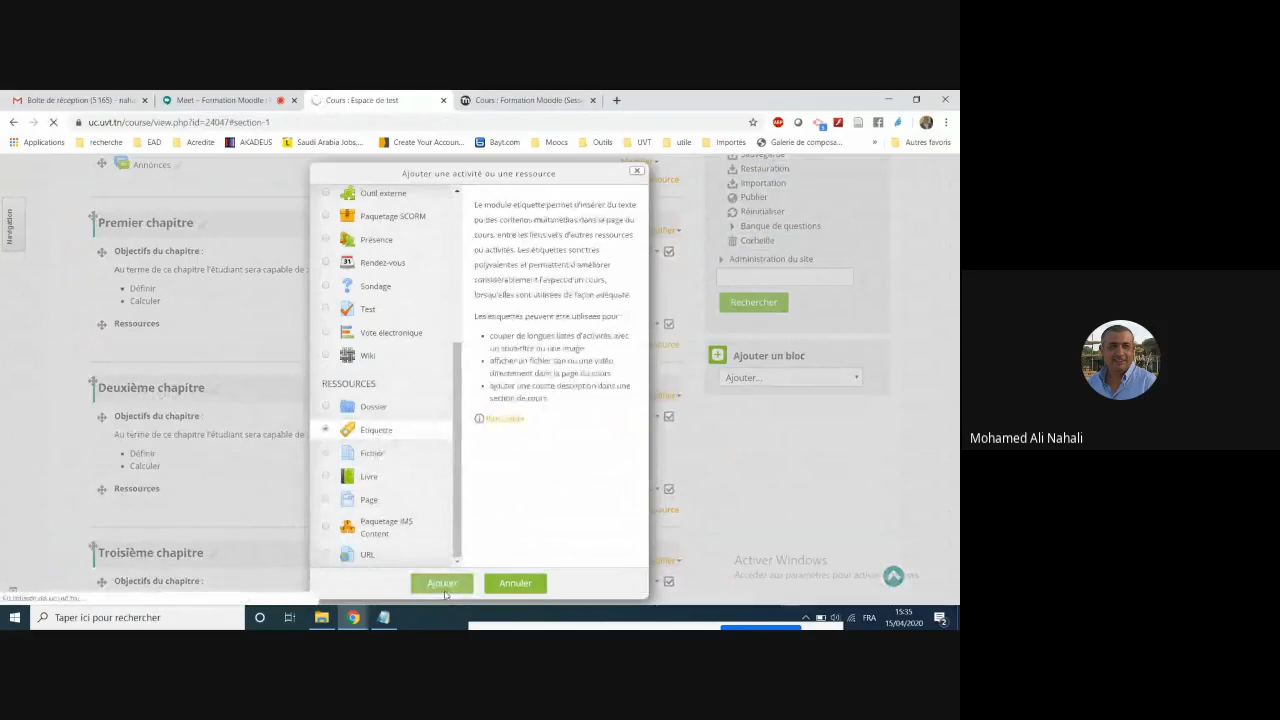 Boîte de réception (5 165) - naha
Meet – Formation Moodle (
Cours : Espace de test
Cours : Formation Moodle (Sess
uc.uvt.tn/course/view.php?id=24047#section-1
Applications
recherche
EAD
Acredite
AKADEUS
Saudi Arabia Jobs,...
Create Your Accoun...
Bayt.com
Moocs
Outils
UVT
utile
Importés
Galerie de composa...
»
Autres favoris
Navigation
Annonces
Premier chapitre
Objectifs du chapitre :
Au terme de ce chapitre l'étudiant sera capable de :
Définir
Calculer
Ressources
Deuxième chapitre
Objectifs du chapitre :
Au terme de ce chapitre l'étudiant sera capable de
Définir
Calculer
Ressources
Troisième chapitre
Objectifs du chapitre :
Ajouter une activité ou une ressource
Outil externe
Paquetage SCORM
Présence
Rendez-vous
Sondage
Test
Vote électronique
Wiki
RESSOURCES
Dossier
Étiquette
Fichier
Livre
Page
Paquetage IMS
Content
URL
Le module étiquette permet d'insérer du texte
ou des contenus multimédias dans la page du
cours, entre les liens vers d'autres ressources
ou activités. Les étiquettes sont très
polyvalentes et permettent d'améliorer
considérablement l'aspect d'un cours,
lorsqu'elles sont utilisées de façon adéquate.
Les étiquettes peuvent être utilisées pour
couper de longues listes d'activités avec
un sous-titre ou une image
afficher un fichier son ou une vidéo
directement dans la page du cours
ajouter une courte description dans une
section de cours
Ajouter
Annuler
Sauvegarde
Restauration
Importation
Publier
Réinitialiser
Banque de questions
Corbeille
Administration du site
Rechercher
Ajouter un bloc
Ajouter...
Activer Windows
Accédez aux paramètres pour activer Windows.
Taper ici pour rechercher
FRA
15:35
15/04/2020
2
Mohamed Ali Nahali